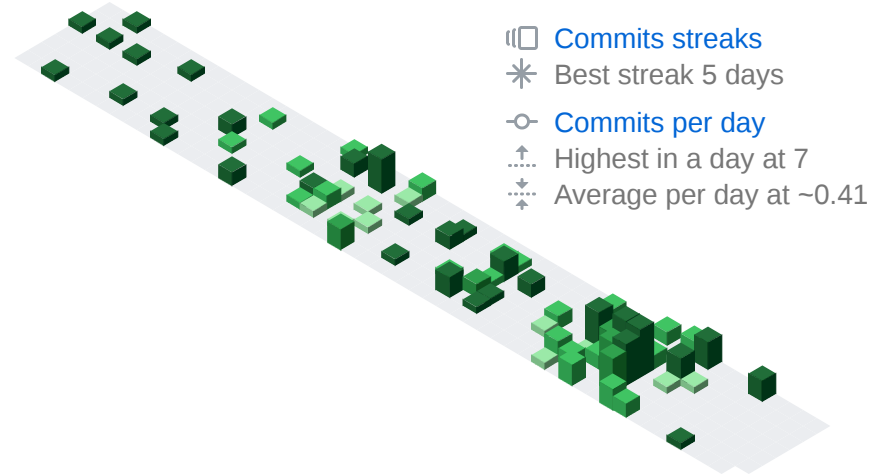 Commits streaks
Best streak 5 days
Commits per day
Highest in a day at 7
Average per day at ~0.41